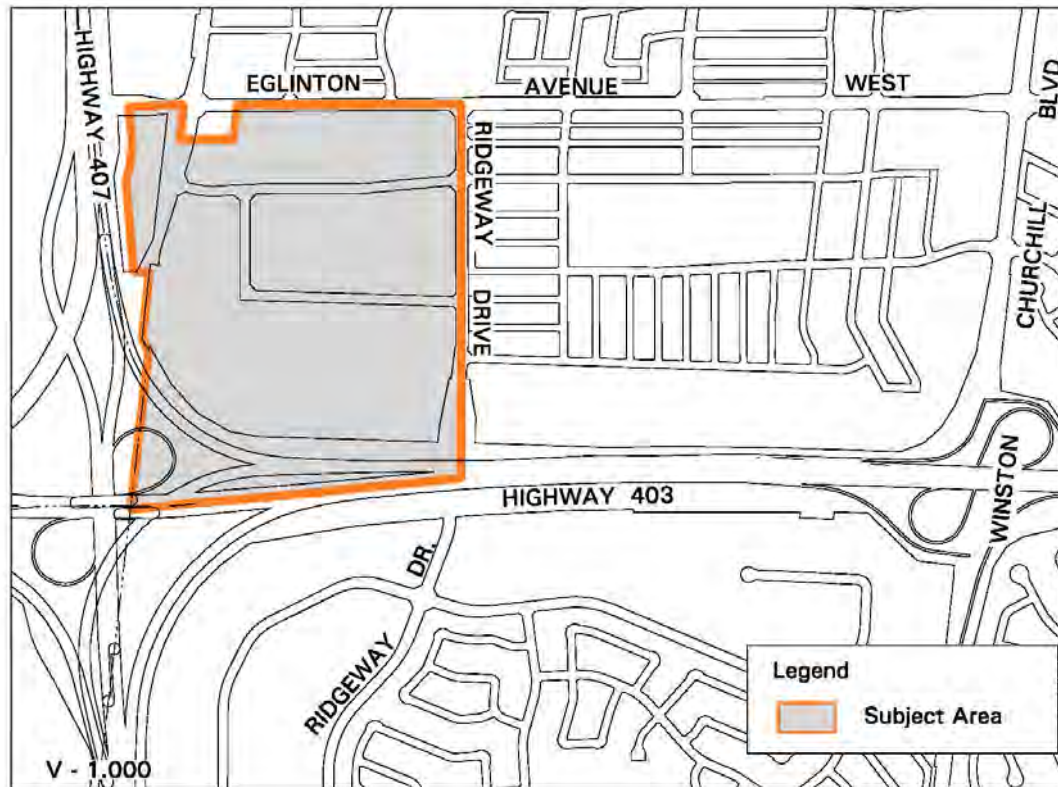 HIGHWAY 407
EGLINTON AVENUE WEST
RIDGEWAY DRIVE
WINSTON CHURCHILL BLVD
HIGHWAY 403
RIDGEWAY DR.
Legend
Subject Area
V - 1.000